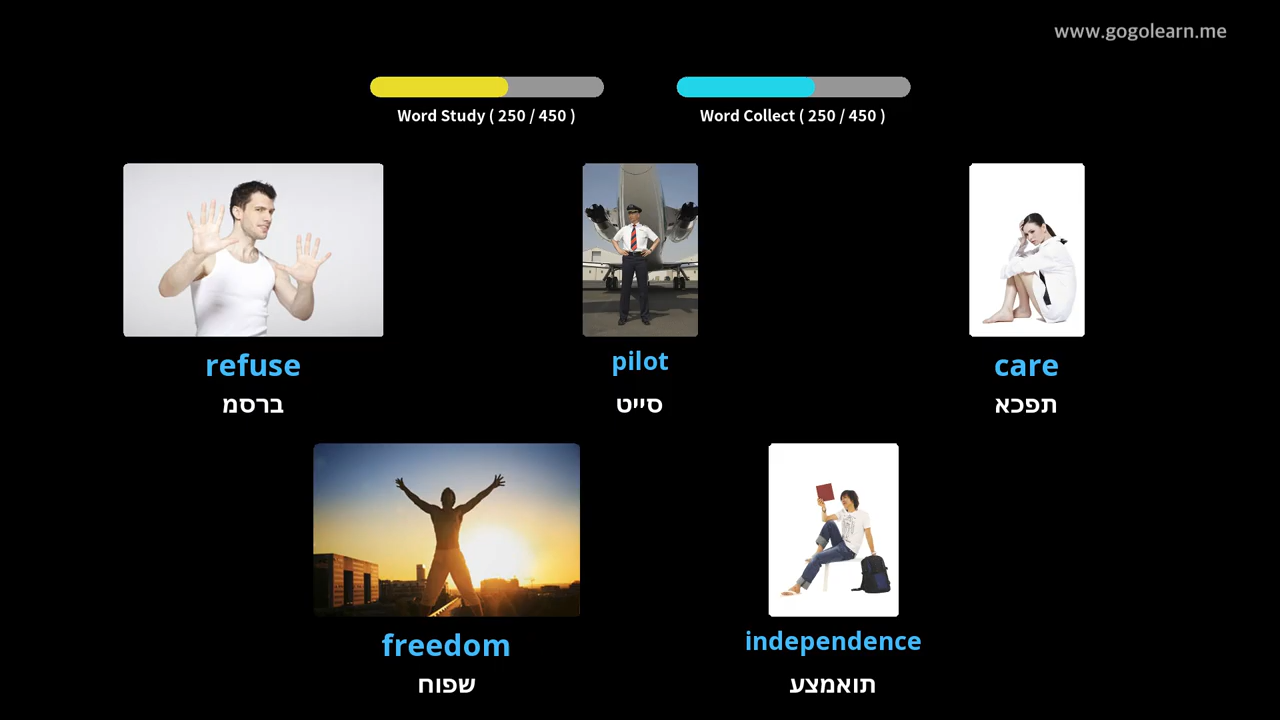 www.gogolearn.me
Word Study ( 250 / 450 )
Word Collect ( 250 / 450 )
refuse
ברסמ
pilot
סייט
care
תפכא
freedom
שפוח
independence
תואמצע